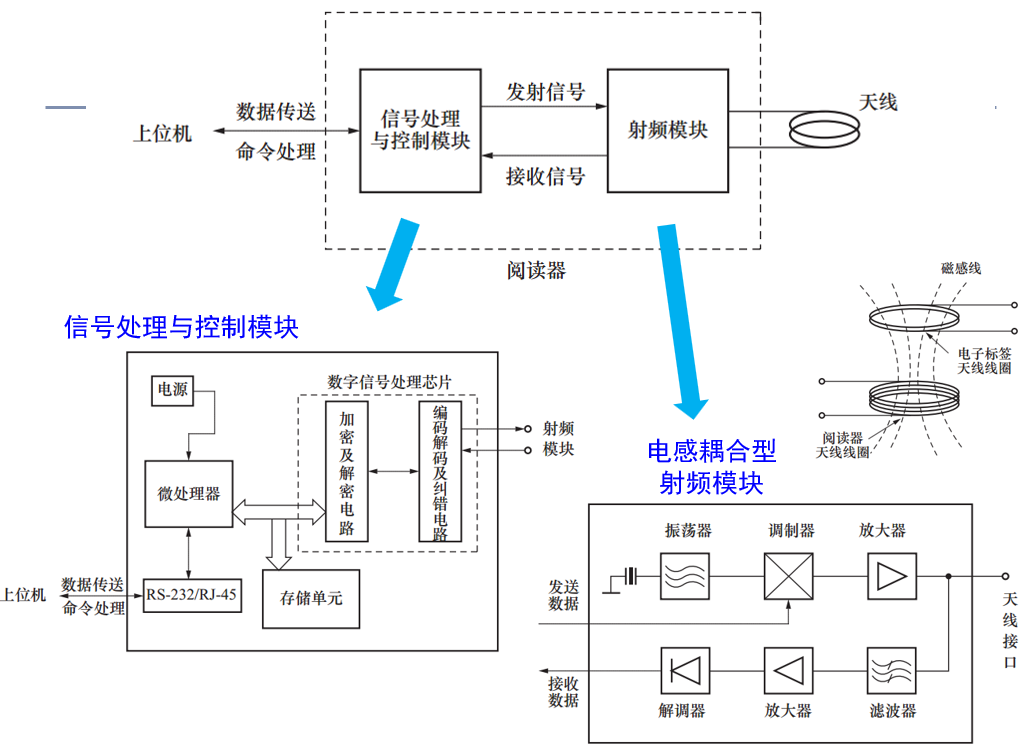 数据传送
命令处理
上位机
信号处理
与控制模块
发射信号
接收信号
射频模块
天线
阅读器
磁感线
电子标签
天线线圈
阅读器
天线线圈
信号处理与控制模块
电源
数字信号处理芯片
加密及解密电路
编码解码及纠错电路
射频
模块
微处理器
上位机
数据传送
命令处理
RS-232/RJ-45
存储单元
电感耦合型
射频模块
振荡器
调制器
放大器
发送
数据
天线接口
接收
数据
解调器
放大器
滤波器